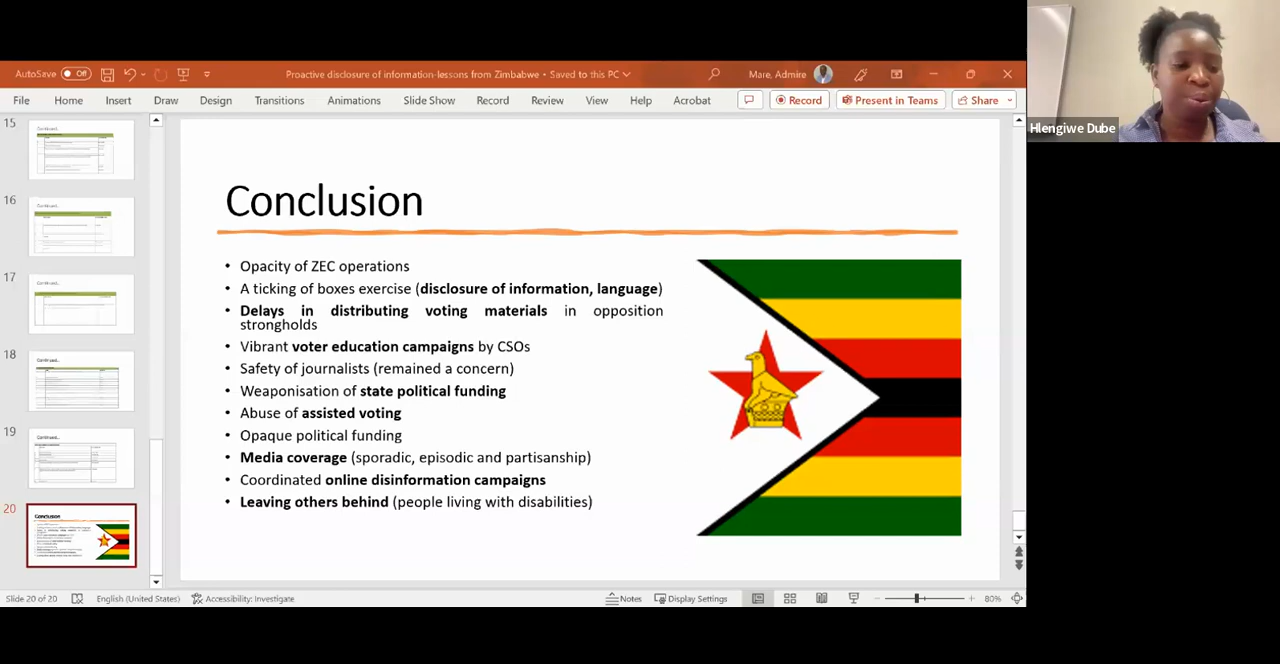 AutoSave Off Proactive disclosure of information-lessons from Zimbabwe • Saved to this PC Mare, Admire
File Home Insert Draw Design Transitions Animations Slide Show Record Review View Help Acrobat Record Present in Teams Share
Hlengiwe Dube
15
16
17
18
19
20
Conclusion
Conclusion
• Opacity of ZEC operations
• A ticking of boxes exercise (disclosure of information, language)
• Delays in distributing voting materials in opposition
strongholds
• Vibrant voter education campaigns by CSOs
• Safety of journalists (remained a concern)
• Weaponisation of state political funding
• Abuse of assisted voting
• Opaque political funding
• Media coverage (sporadic, episodic and partisanship)
• Coordinated online disinformation campaigns
• Leaving others behind (people living with disabilities)
Slide 20 of 20 English (United States) Accessibility: Investigate Notes Display Settings 80%